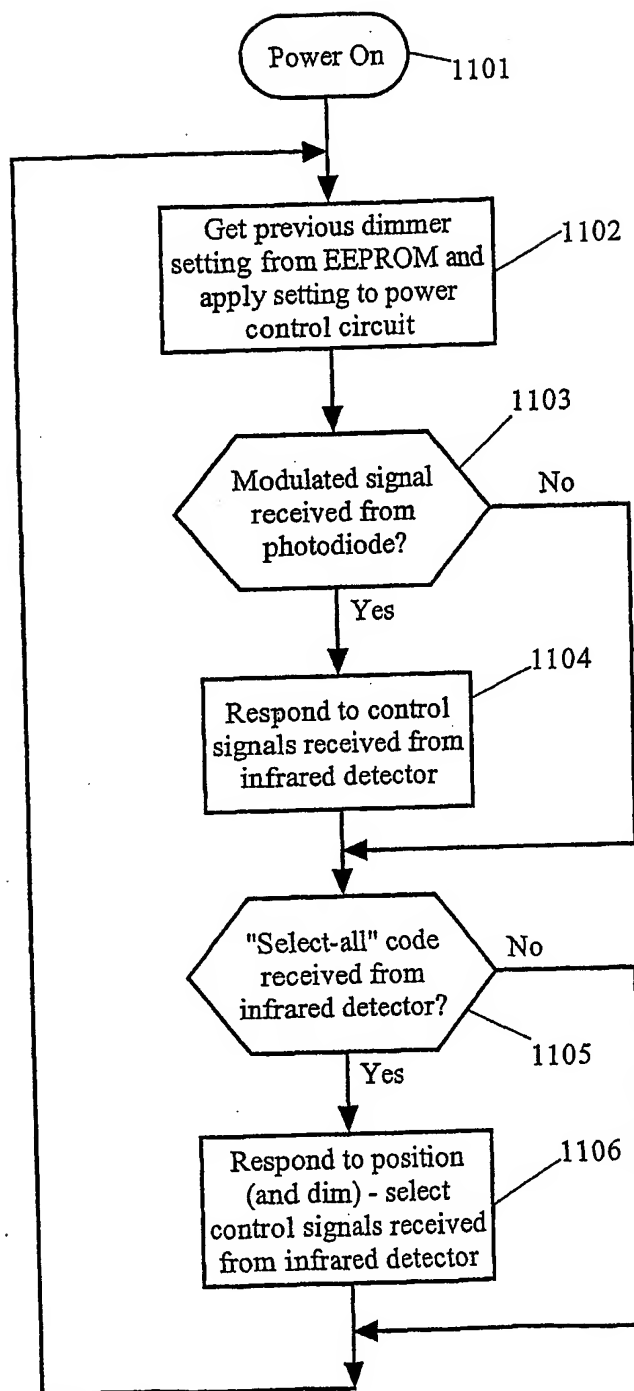 Power On
1101
Get previous dimmer
setting from EEPROM and
apply setting to power
control circuit
1102
1103
Modulated signal
received from
photodiode?
No
Yes
1104
Respond to control
signals received from
infrared detector
"Select-all" code
received from
infrared detector?
No
1105
Yes
Respond to position
(and dim) - select
control signals received
from infrared detector
1106